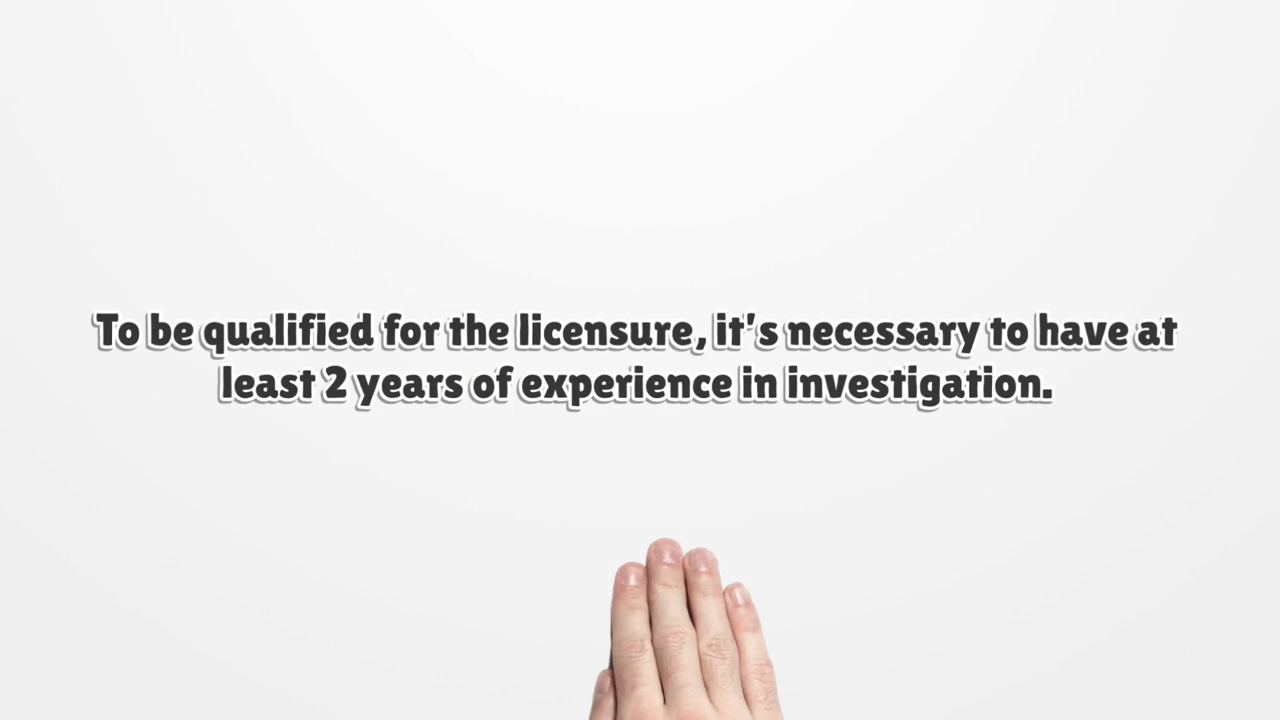 To be qualified for the licensure, it's necessary to have at
least 2 years of experience in investigation.